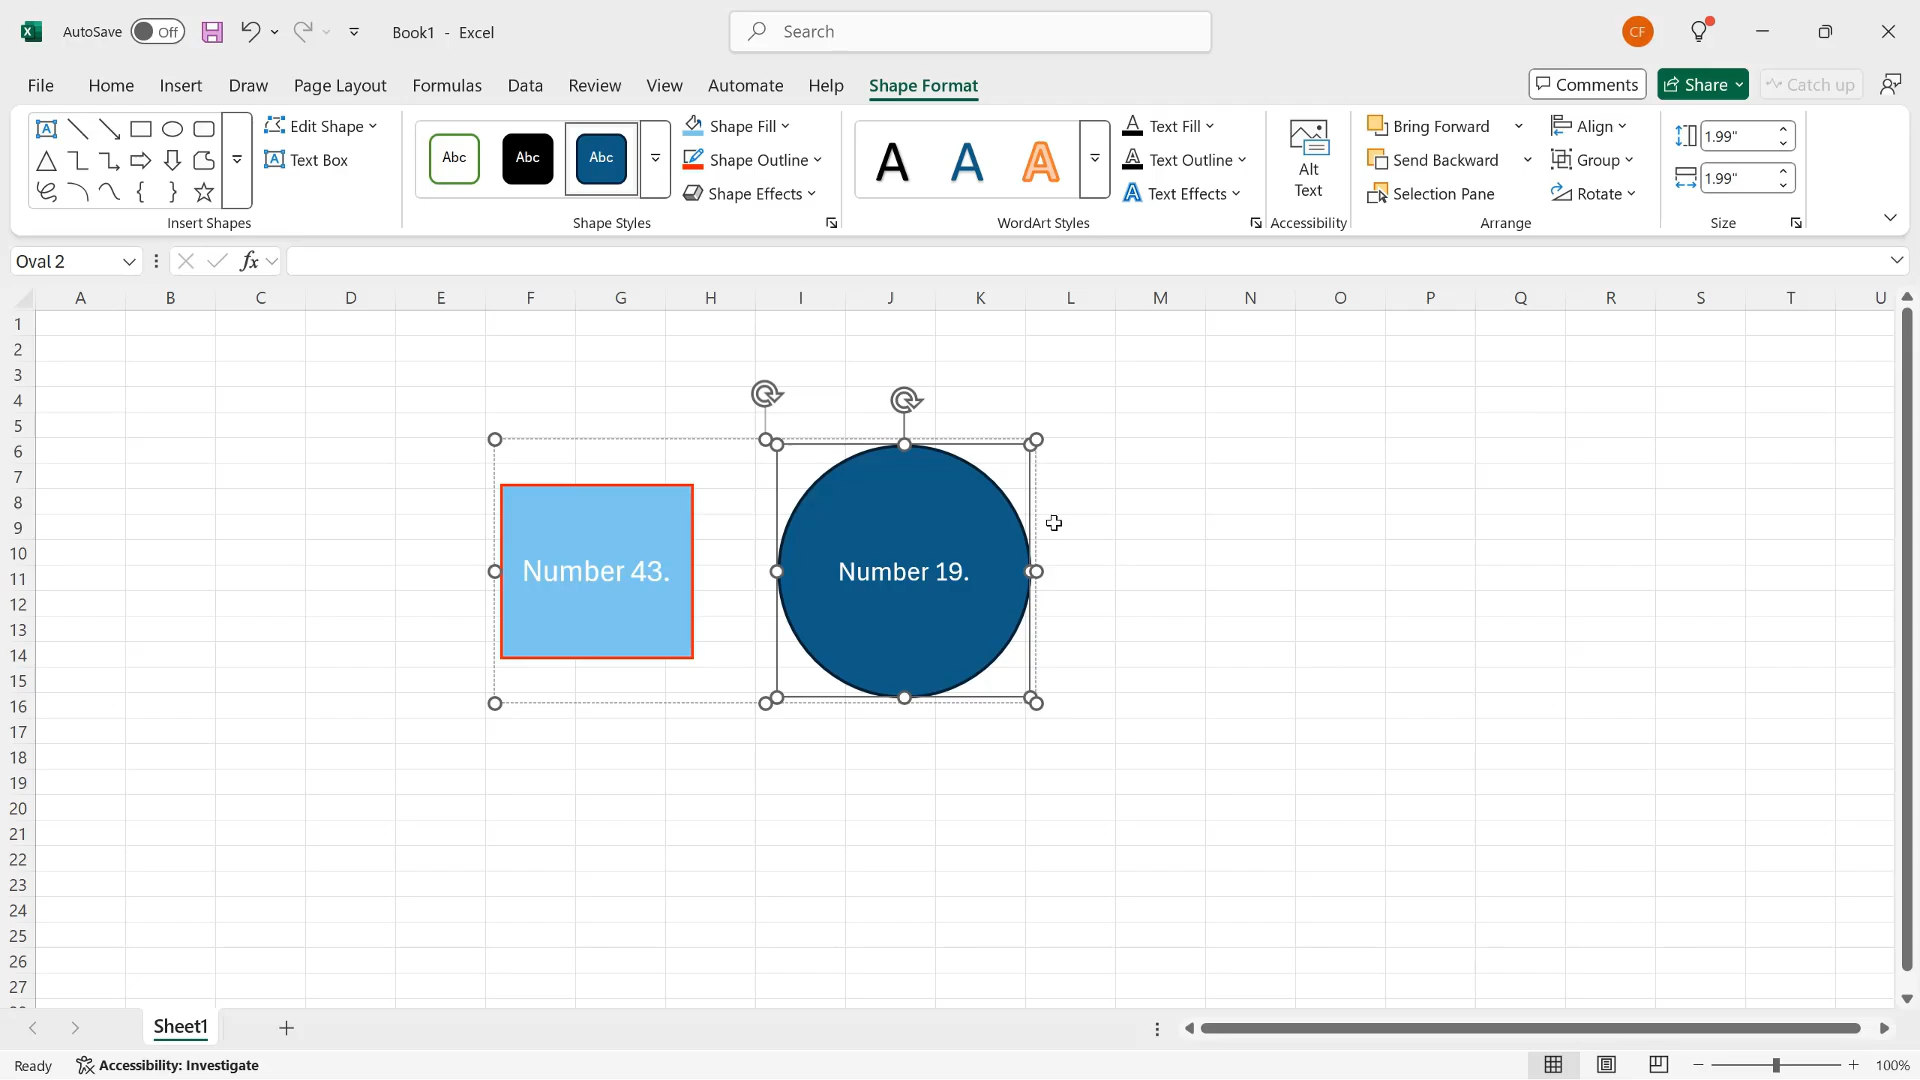 AutoSave Off Book1 - Excel Search CF
File Home Insert Draw Page Layout Formulas Data Review View Automate Help Shape Format Comments Share Catch up
Edit Shape
Text Box
Insert Shapes
Abc Abc Abc
Shape Fill
Shape Outline
Shape Effects
Shape Styles
A A A
Text Fill
Text Outline
Text Effects
WordArt Styles
Alt
Text
Accessibility
Bring Forward
Send Backward
Selection Pane
Align
Group
Rotate
Arrange
1.99"
1.99"
Size
Oval 2 fx
A B C D E F G H I J K L M N O P Q R S T U
1
2
3
4
5
6
7
8
9
10
11
12
13
14
15
16
17
18
19
20
21
22
23
24
25
26
27
Number 43. Number 19.
Sheet1
Ready Accessibility: Investigate 100%